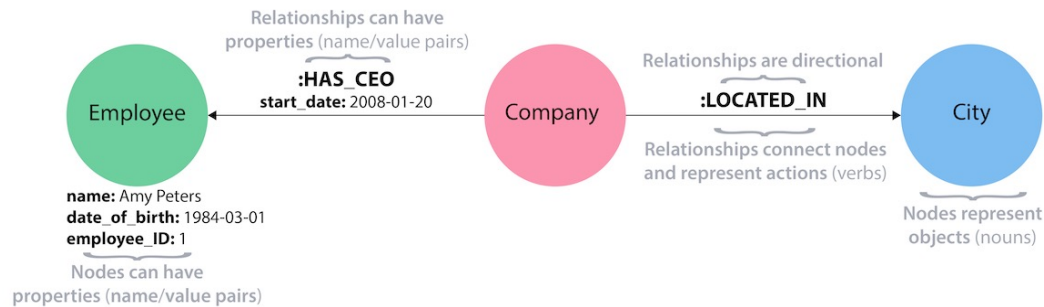 Relationships can have
properties (name/value pairs)
:HAS_CEO
start_date: 2008-01-20
Employee
name: Amy Peters
date_of_birth: 1984-03-01
employee_ID: 1
Nodes can have
properties (name/value pairs)
Company
Relationships are directional
:LOCATED_IN
Relationships connect nodes
and represent actions (verbs)
City
Nodes represent
objects (nouns)